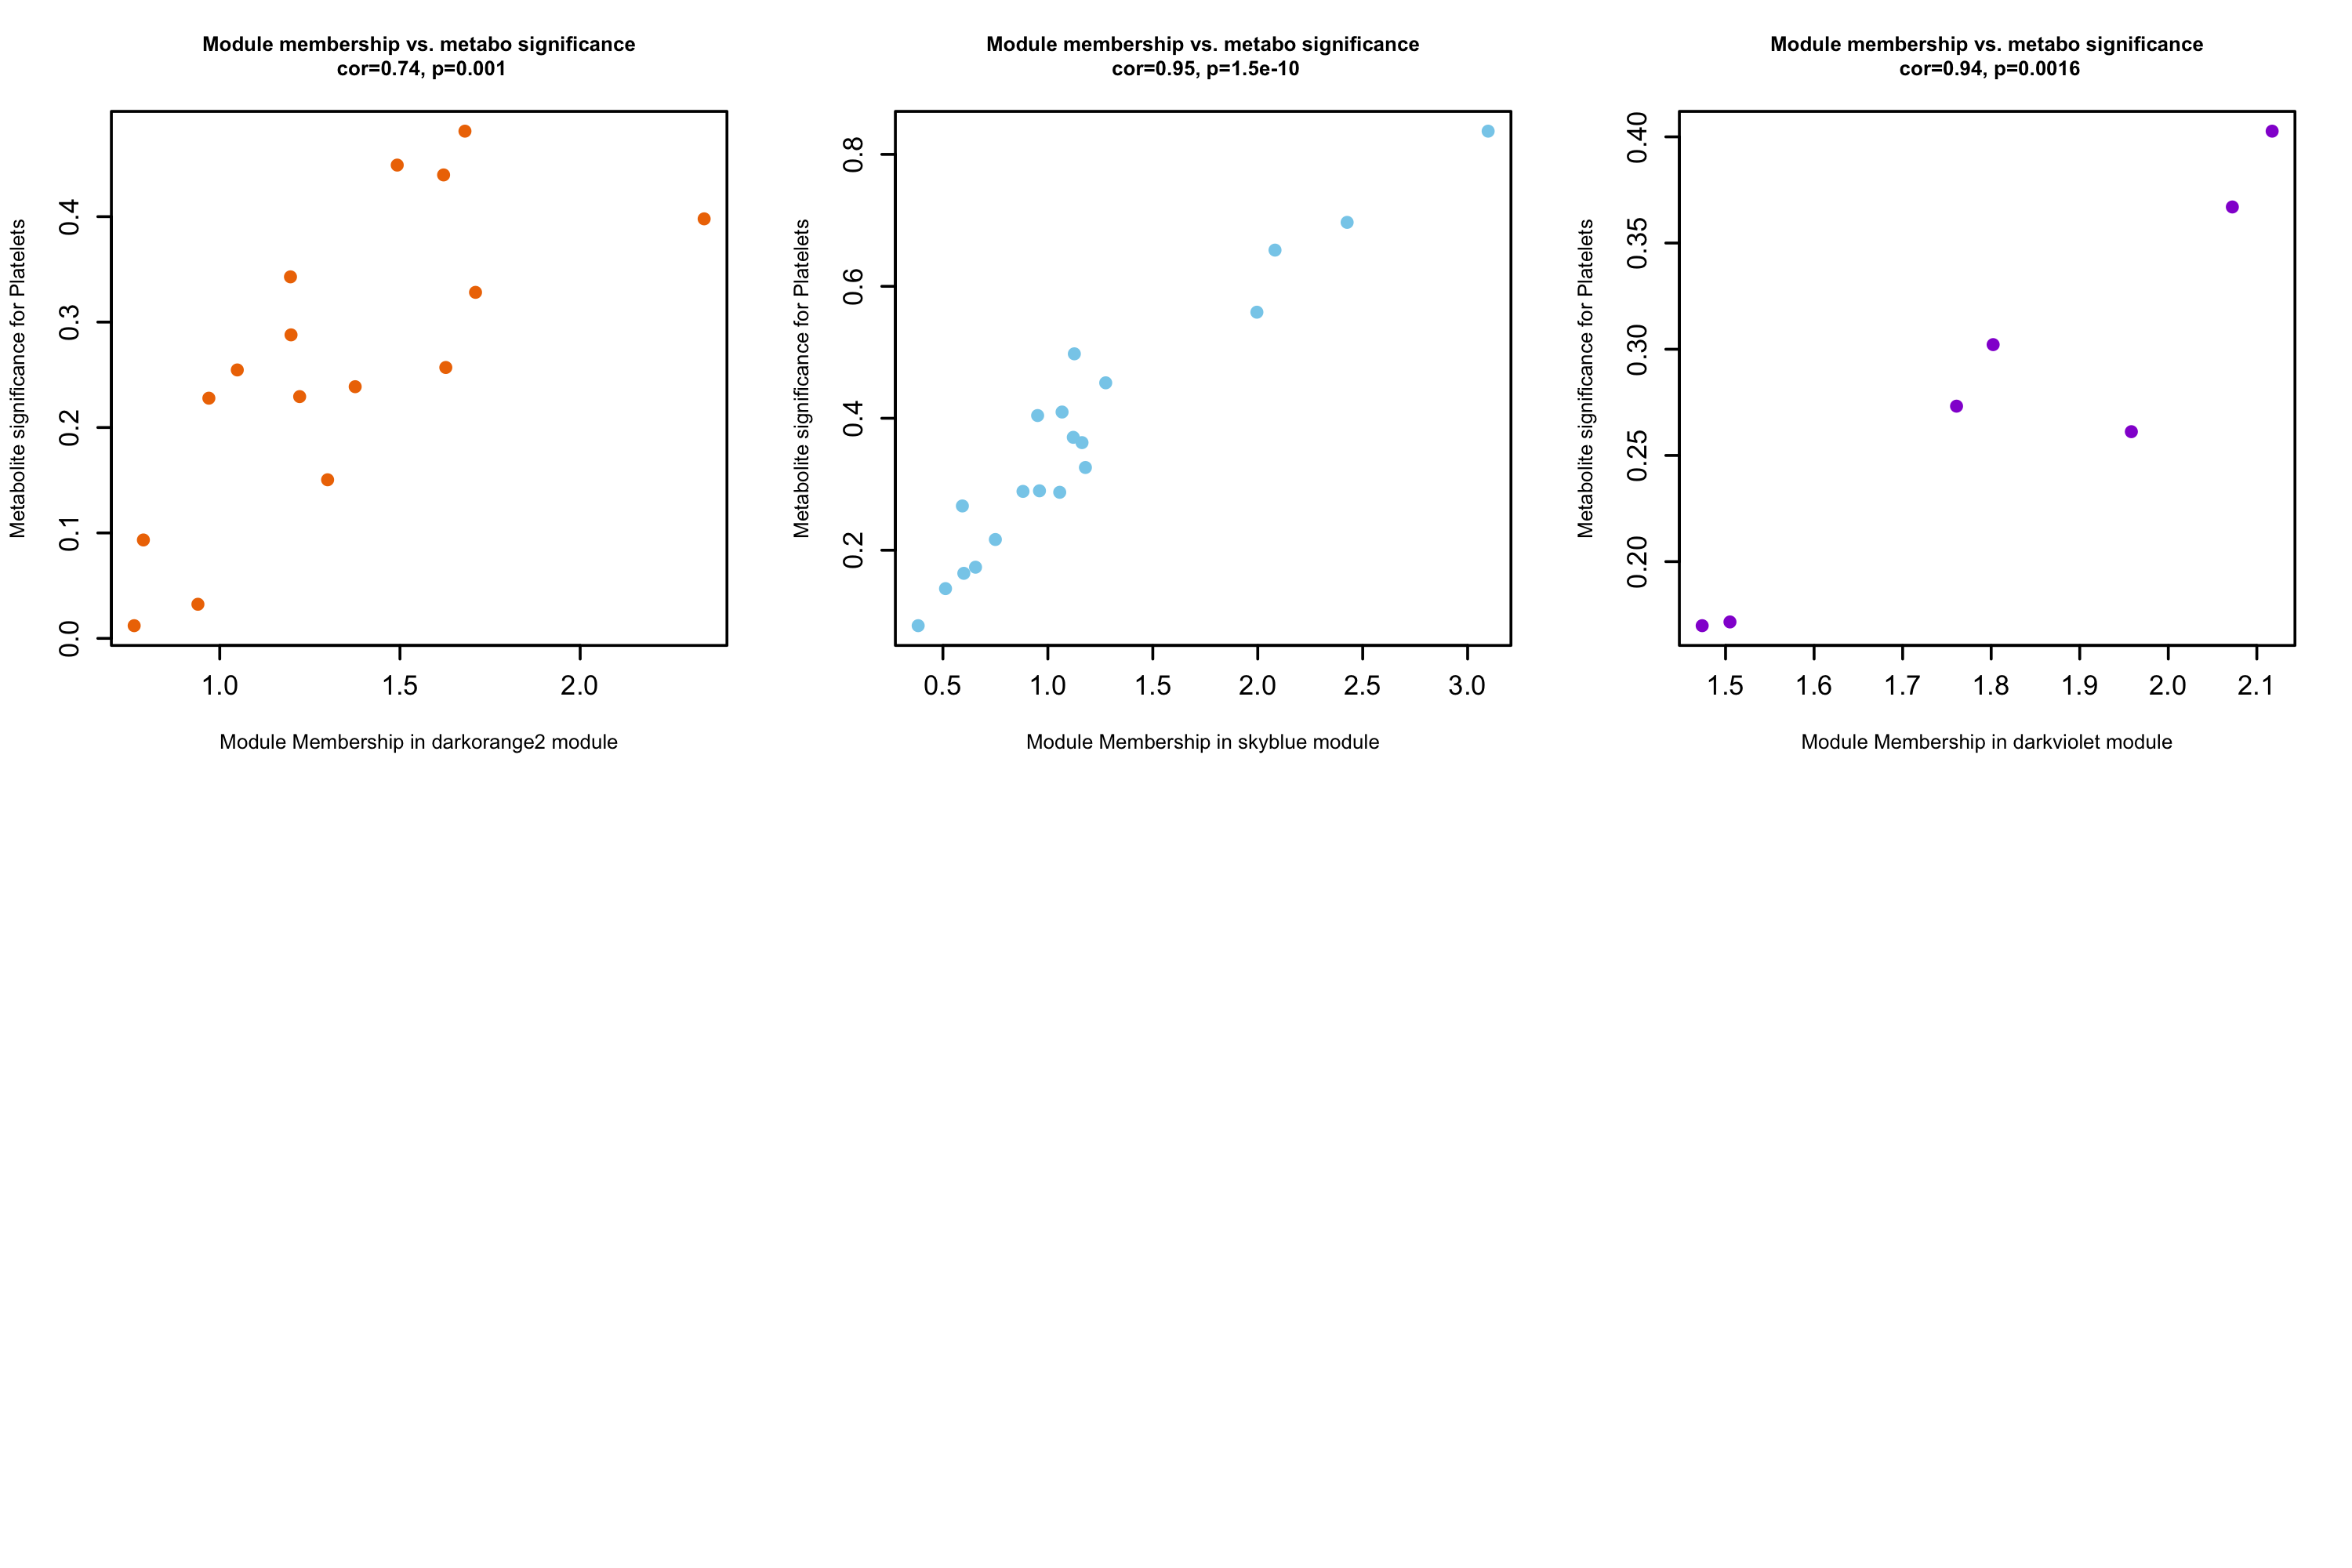 Module membership vs. metabo significance
cor=0.74, p=0.001
Metabolite significance for Platelets
0.4
0.3
0.2
0.1
0.0
1.0 1.5 2.0
Module Membership in darkorange2 module
Module membership vs. metabo significance
cor=0.95, p=1.5e-10
Metabolite significance for Platelets
0.8
0.6
0.4
0.2
0.5 1.0 1.5 2.0 2.5 3.0
Module Membership in skyblue module
Module membership vs. metabo significance
cor=0.94, p=0.0016
Metabolite significance for Platelets
0.40
0.35
0.30
0.25
0.20
1.5 1.6 1.7 1.8 1.9 2.0 2.1
Module Membership in darkviolet module